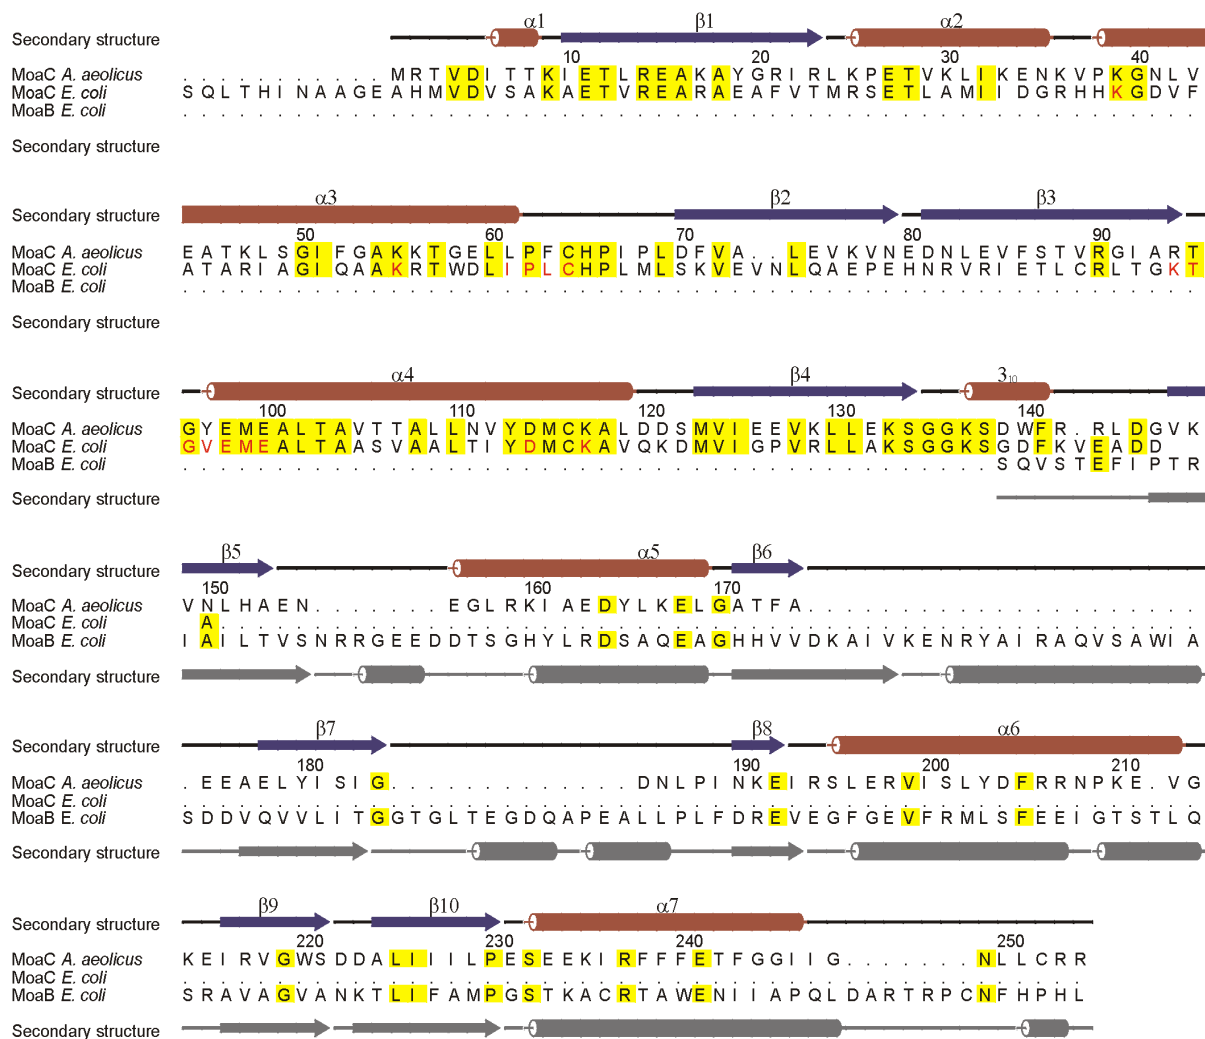 α1 β1 α2
Secondary structure
10 20 30 40
MoaC A. aeolicus . . . . . . . . . . . M R T V D I T T K I E T L R E A K A Y G R I R L K P E T V K L I K E N K V P K G N L V
MoaC E. coli S Q L T H I N A A G E A H M V D V S A K A E T V R E A R A E A F V T M R S E T L A M I I D G R H H K G D V F
MoaB E. coli . . . . . . . . . . . . . . . . . . . . . . . . . . . . . . . . . . . . . . . . . . . . . . . . . . . . . .
Secondary structure
α3 β2 β3
Secondary structure
50 60 70 80 90
MoaC A. aeolicus E A T K L S G I F G A K K T G E L L P F C H P I P L D F V A . . L E V K V N E D N L E V F S T V R G I A R T
MoaC E. coli A T A R I A G I Q A A K R T W D L I P L C H P L M L S K V E V N L Q A E P E H N R V R I E T L C R L T G K T
MoaB E. coli . . . . . . . . . . . . . . . . . . . . . . . . . . . . . . . . . . . . . . . . . . . . . . . . . . . . . .
Secondary structure
α4 β4 3₁₀
Secondary structure
100 110 120 130 140
MoaC A. aeolicus G Y E M E A L T A V T T A L L N V Y D M C K A L D D S M V I E E V K L L E K S G G K S D W F R . R L D G V K
MoaC E. coli G V E M E A L T A A S V A A L T I Y D M C K A V Q K D M V I G P V R L L A K S G G K S G D F K V E A D D
MoaB E. coli . . . . . . . . . . . . . . . . . . . . . . . . . . . . . . . . . . . . . . . . . . . S Q V S T E F I P T R
Secondary structure
β5 α5 β6
Secondary structure
150 160 170
MoaC A. aeolicus V N L H A E N . . . . . . . E G L R K I A E D Y L K E L G A T F A . . . . . . . . . . . . . . . . . . . . .
MoaC E. coli . A . . . . . . . . . . . . . . . . . . . . . . . . . . . . . . . . . . . . . . . . . . . . . . . . . . . .
MoaB E. coli I A I L T V S N R R G E E D D T S G H Y L R D S A Q E A G H H V V D K A I V K E N R Y A I R A Q V S A W I A
Secondary structure
β7 β8 α6
Secondary structure
180 190 200 210
MoaC A. aeolicus . E E A E L Y I S I G . . . . . . . . . . . . . D N L P I N K E I R S L E R V I S L Y D F R R N P K E . V G
MoaC E. coli . . . . . . . . . . . . . . . . . . . . . . . . . . . . . . . . . . . . . . . . . . . . . . . . . . . . . .
MoaB E. coli S D D V Q V V L I T G G T G L T E G D Q A P E A L L P L F D R E V E G F G E V F R M L S F E E I G T S T L Q
Secondary structure
β9 β10 α7
Secondary structure
220 230 240 250
MoaC A. aeolicus K E I R V G W S D D A L I I I L P E S E E K I R F F F E T F G G I I G . . . . . . . N L L C R R
MoaC E. coli . . . . . . . . . . . . . . . . . . . . . . . . . . . . . . . . . . . . . . . . . . . . . . . .
MoaB E. coli S R A V A G V A N K T L I F A M P G S T K A C R T A W E N I I A P Q L D A R T R P C N F H P H L
Secondary structure